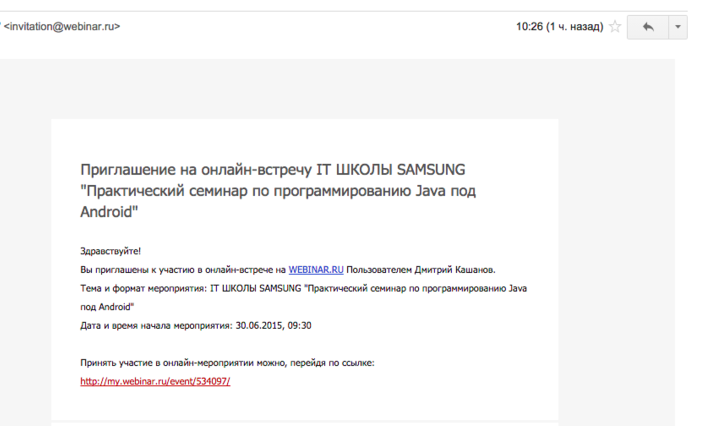 <invitation@webinar.ru>
10:26 (1 ч. назад)
Приглашение на онлайн-встречу IT ШКОЛЫ SAMSUNG
"Практический семинар по программированию Java под
Android"
Здравствуйте!
Вы приглашены к участию в онлайн-встрече на WEBINAR.RU Пользователем Дмитрий Кашанов.
Тема и формат мероприятия: IT ШКОЛЫ SAMSUNG "Практический семинар по программированию Java
под Android"
Дата и время начала мероприятия: 30.06.2015, 09:30
Принять участие в онлайн-мероприятии можно, перейдя по ссылке:
http://my.webinar.ru/event/534097/